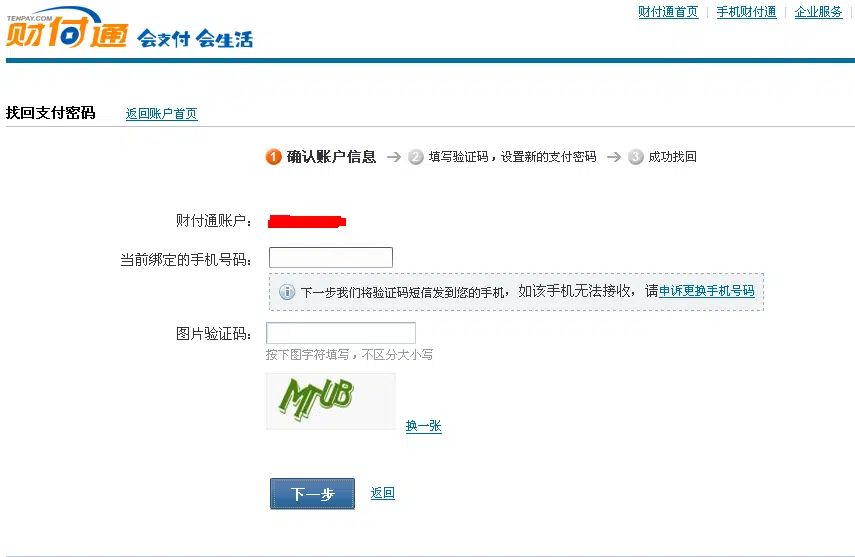 TENPAY.COM
财付通 会支付 会生活
财付通首页 | 手机财付通 | 企业服务 |
找回支付密码 返回账户首页
1 确认账户信息 → 2 填写验证码，设置新的支付密码 → 3 成功找回
财付通账户：
当前绑定的手机号码：
下一步我们将验证码短信发到您的手机，如该手机无法接收，请申诉更换手机号码
图片验证码：
按下图字符填写，不区分大小写
MTUB
换一张
下一步 返回